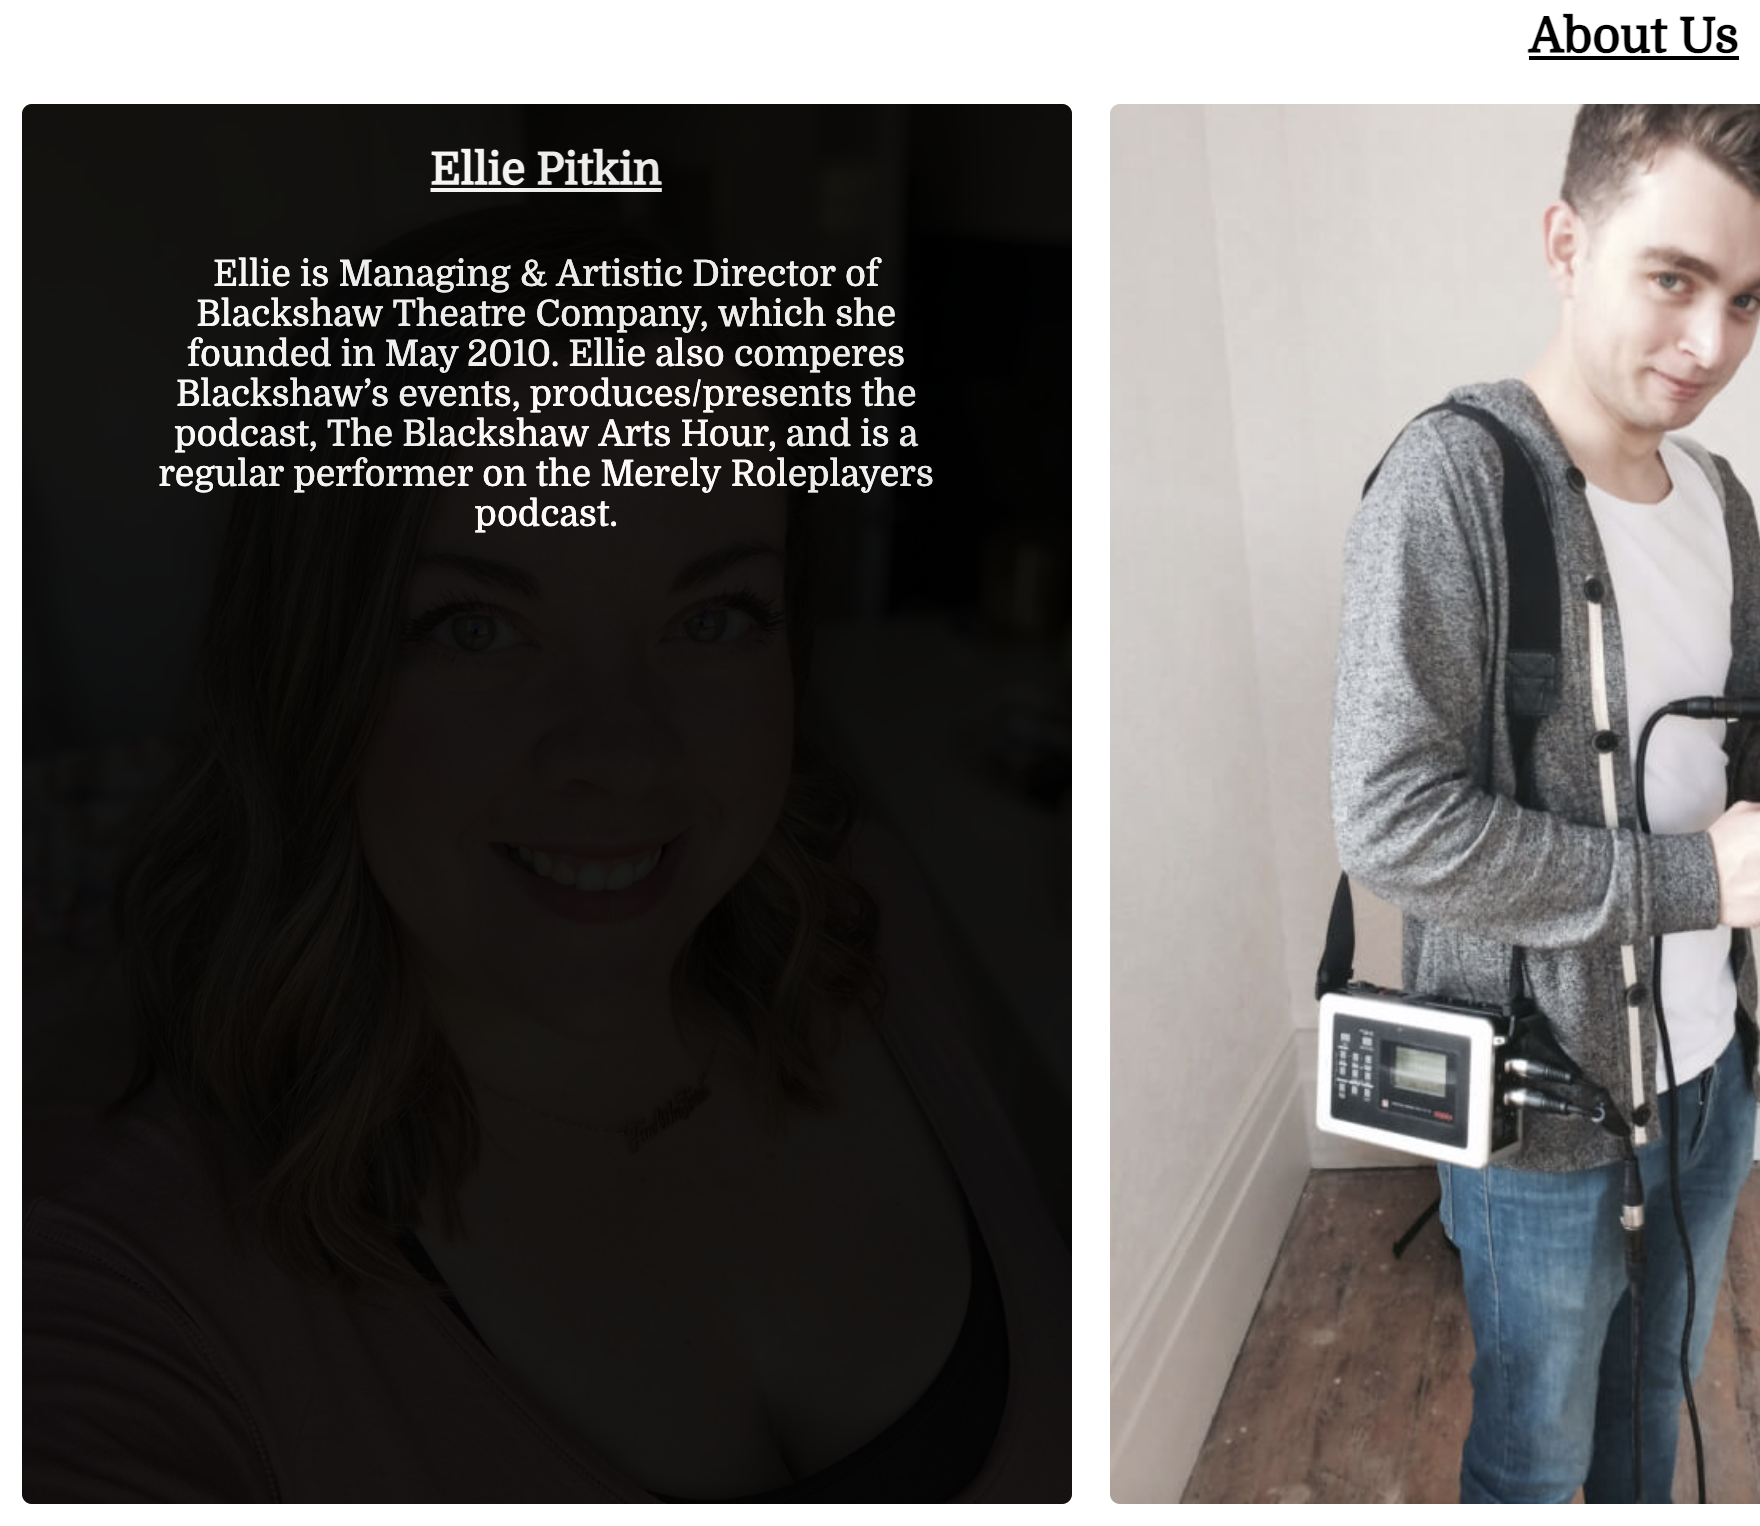 About Us
Ellie Pitkin
Ellie is Managing & Artistic Director of
Blackshaw Theatre Company, which she
founded in May 2010. Ellie also comperes
Blackshaw’s events, produces/presents the
podcast, The Blackshaw Arts Hour, and is a
regular performer on the Merely Roleplayers
podcast.